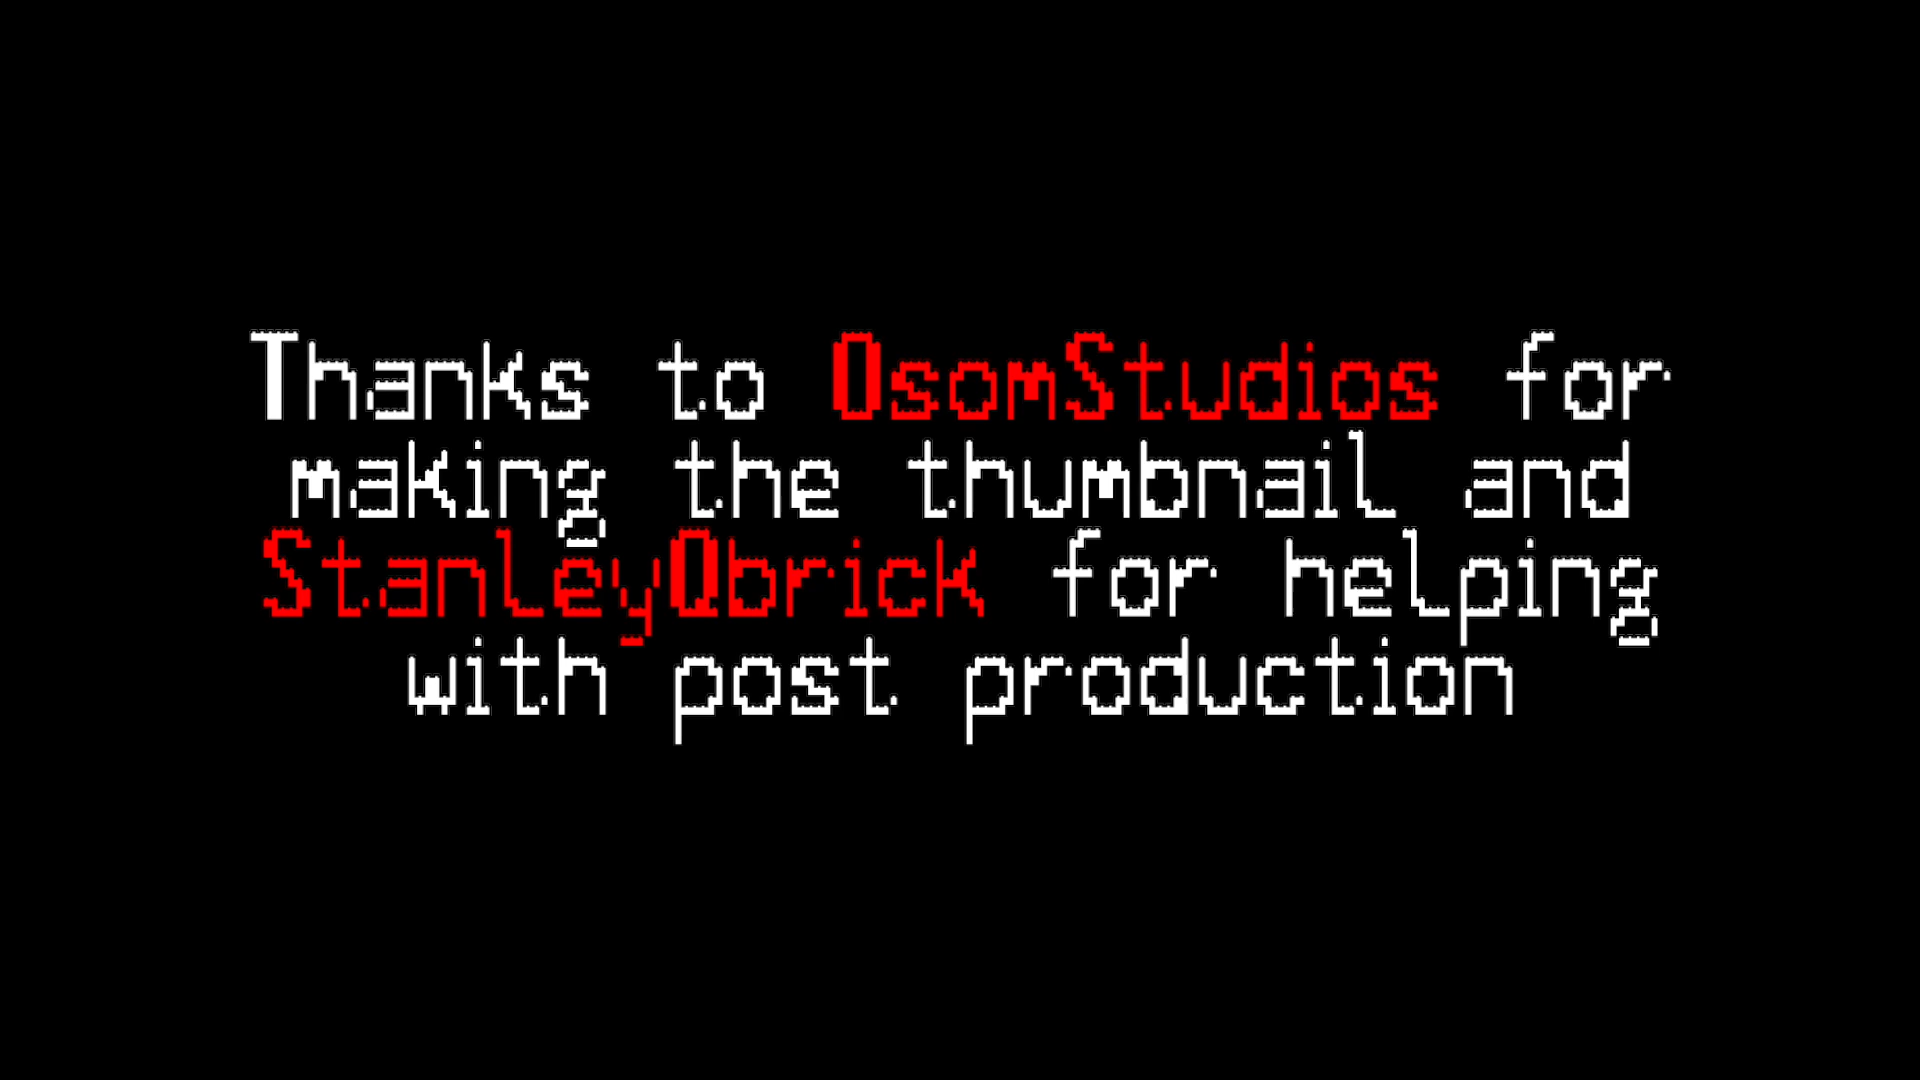 Thanks to OsomStudios for
making the thumbnail and
StanleyQbrick for helping
with post production